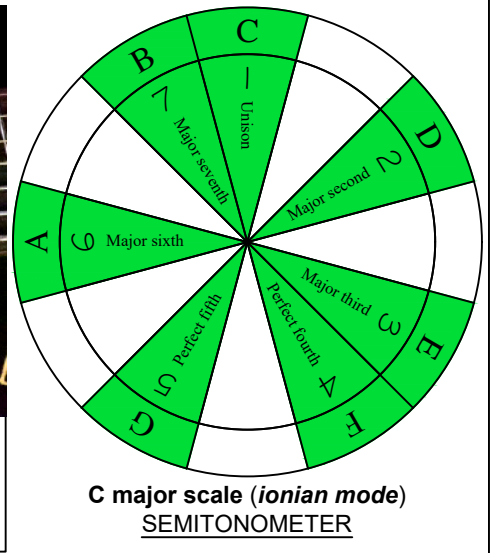 C
1 Unison
D
2 Major second
E
3 Major third
F
4 Perfect fourth
G
5 Perfect fifth
A
6 Major sixth
B
7 Major seventh
C major scale (ionian mode)
SEMITONOMETER